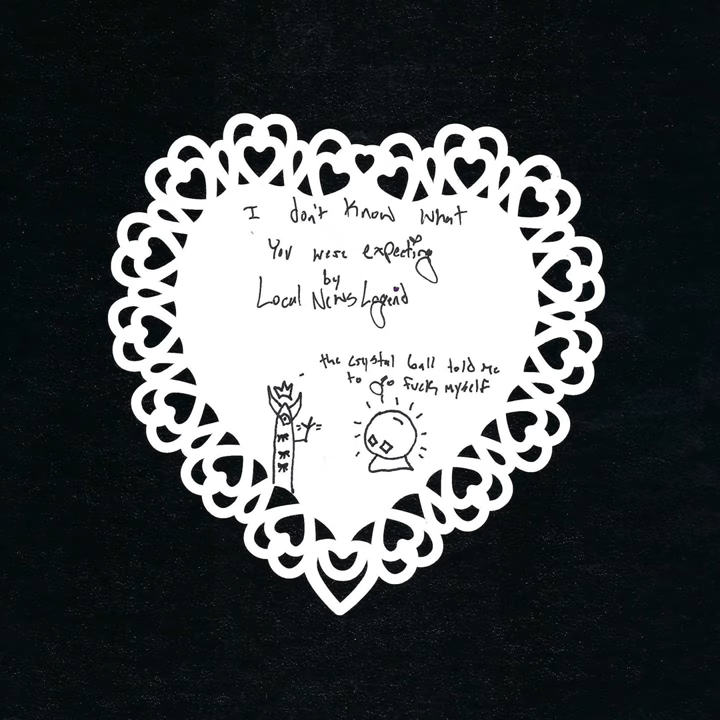 I don't know what
You were expecting
by
Local News Legend
the crystal ball told me
to go fuck myself